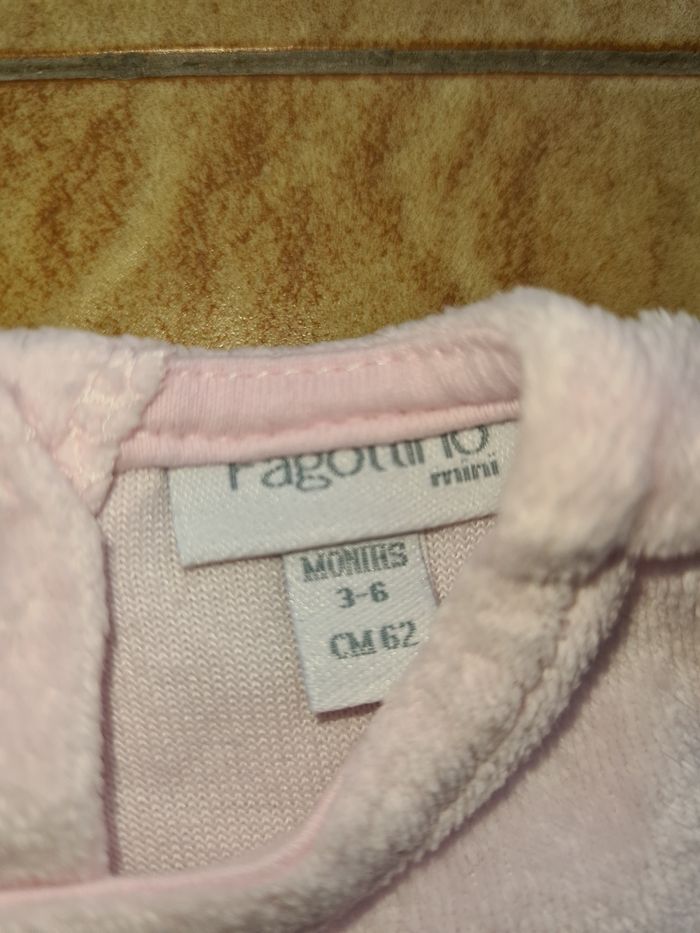 Fagottino
mini
MONTHS
3-6
CM 62